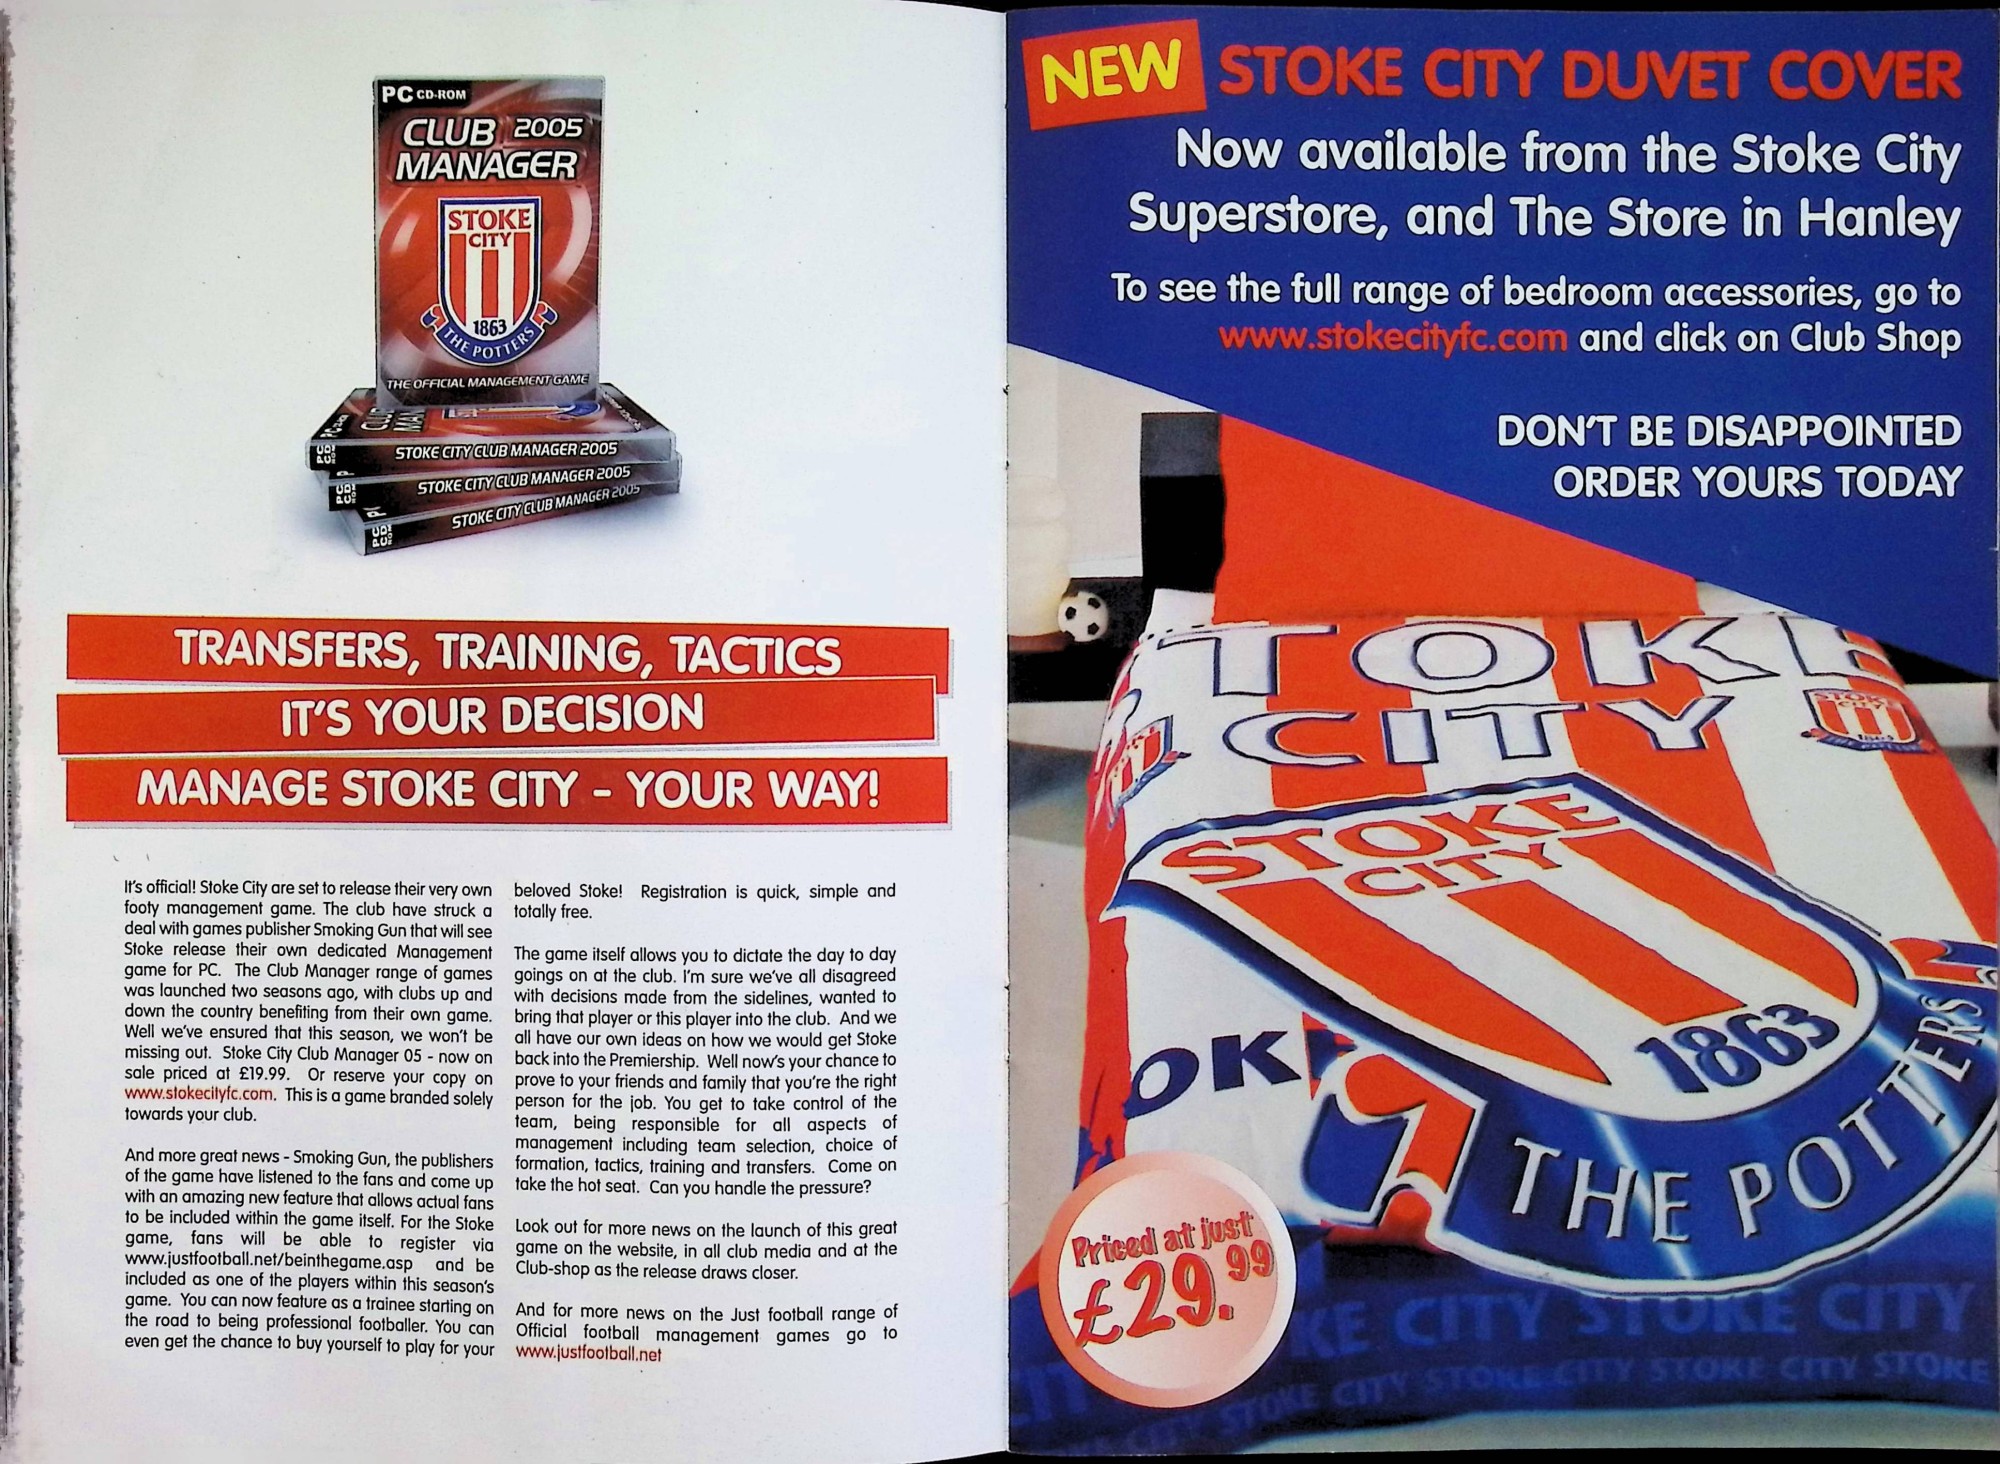 PC CD-ROM
CLUB 2005
MANAGER
STOKE
CITY
1863
THE POTTERS
THE OFFICIAL MANAGEMENT GAME
STOKE CITY CLUB MANAGER 2005
STOKE CITY CLUB MANAGER 2005
STOKE CITY CLUB MANAGER 2005
TRANSFERS, TRAINING, TACTICS
IT'S YOUR DECISION
MANAGE STOKE CITY - YOUR WAY!
It's official! Stoke City are set to release their very own
footy management game. The club have struck a
deal with games publisher Smoking Gun that will see
Stoke release their own dedicated Management
game for PC. The Club Manager range of games
was launched two seasons ago, with clubs up and
down the country benefiting from their own game.
Well we've ensured that this season, we won't be
missing out. Stoke City Club Manager 05 - now on
sale priced at £19.99. Or reserve your copy on
www.stokecityfc.com. This is a game branded solely
towards your club.
And more great news - Smoking Gun, the publishers
of the game have listened to the fans and come up
with an amazing new feature that allows actual fans
to be included within the game itself. For the Stoke
game, fans will be able to register via
www.justfootball.net/beinthegame.asp and be
included as one of the players within this season's
game. You can now feature as a trainee starting on
the road to being professional footballer. You can
even get the chance to buy yourself to play for your
beloved Stoke! Registration is quick, simple and
totally free.
The game itself allows you to dictate the day to day
goings on at the club. I'm sure we've all disagreed
with decisions made from the sidelines, wanted to
bring that player or this player into the club. And we
all have our own ideas on how we would get Stoke
back into the Premiership. Well now's your chance to
prove to your friends and family that you're the right
person for the job. You get to take control of the
team, being responsible for all aspects of
management including team selection, choice of
formation, tactics, training and transfers. Come on
take the hot seat. Can you handle the pressure?
Look out for more news on the launch of this great
game on the website, in all club media and at the
Club-shop as the release draws closer.
And for more news on the Just football range of
Official football management games go to
www.justfootball.net
NEW STOKE CITY DUVET COVER
Now available from the Stoke City
Superstore, and The Store in Hanley
To see the full range of bedroom accessories, go to
www.stokecityfc.com and click on Club Shop
DON'T BE DISAPPOINTED
ORDER YOURS TODAY
TOKE
CITY
STOKE
CITY
1863
STOKE
CITY
1863
THE POTTERS
OK
Priced at just
£29.99
KE CITY STOKE CITY
CITY STOKE CITY STOKE CITY STOKE CITY STOKE